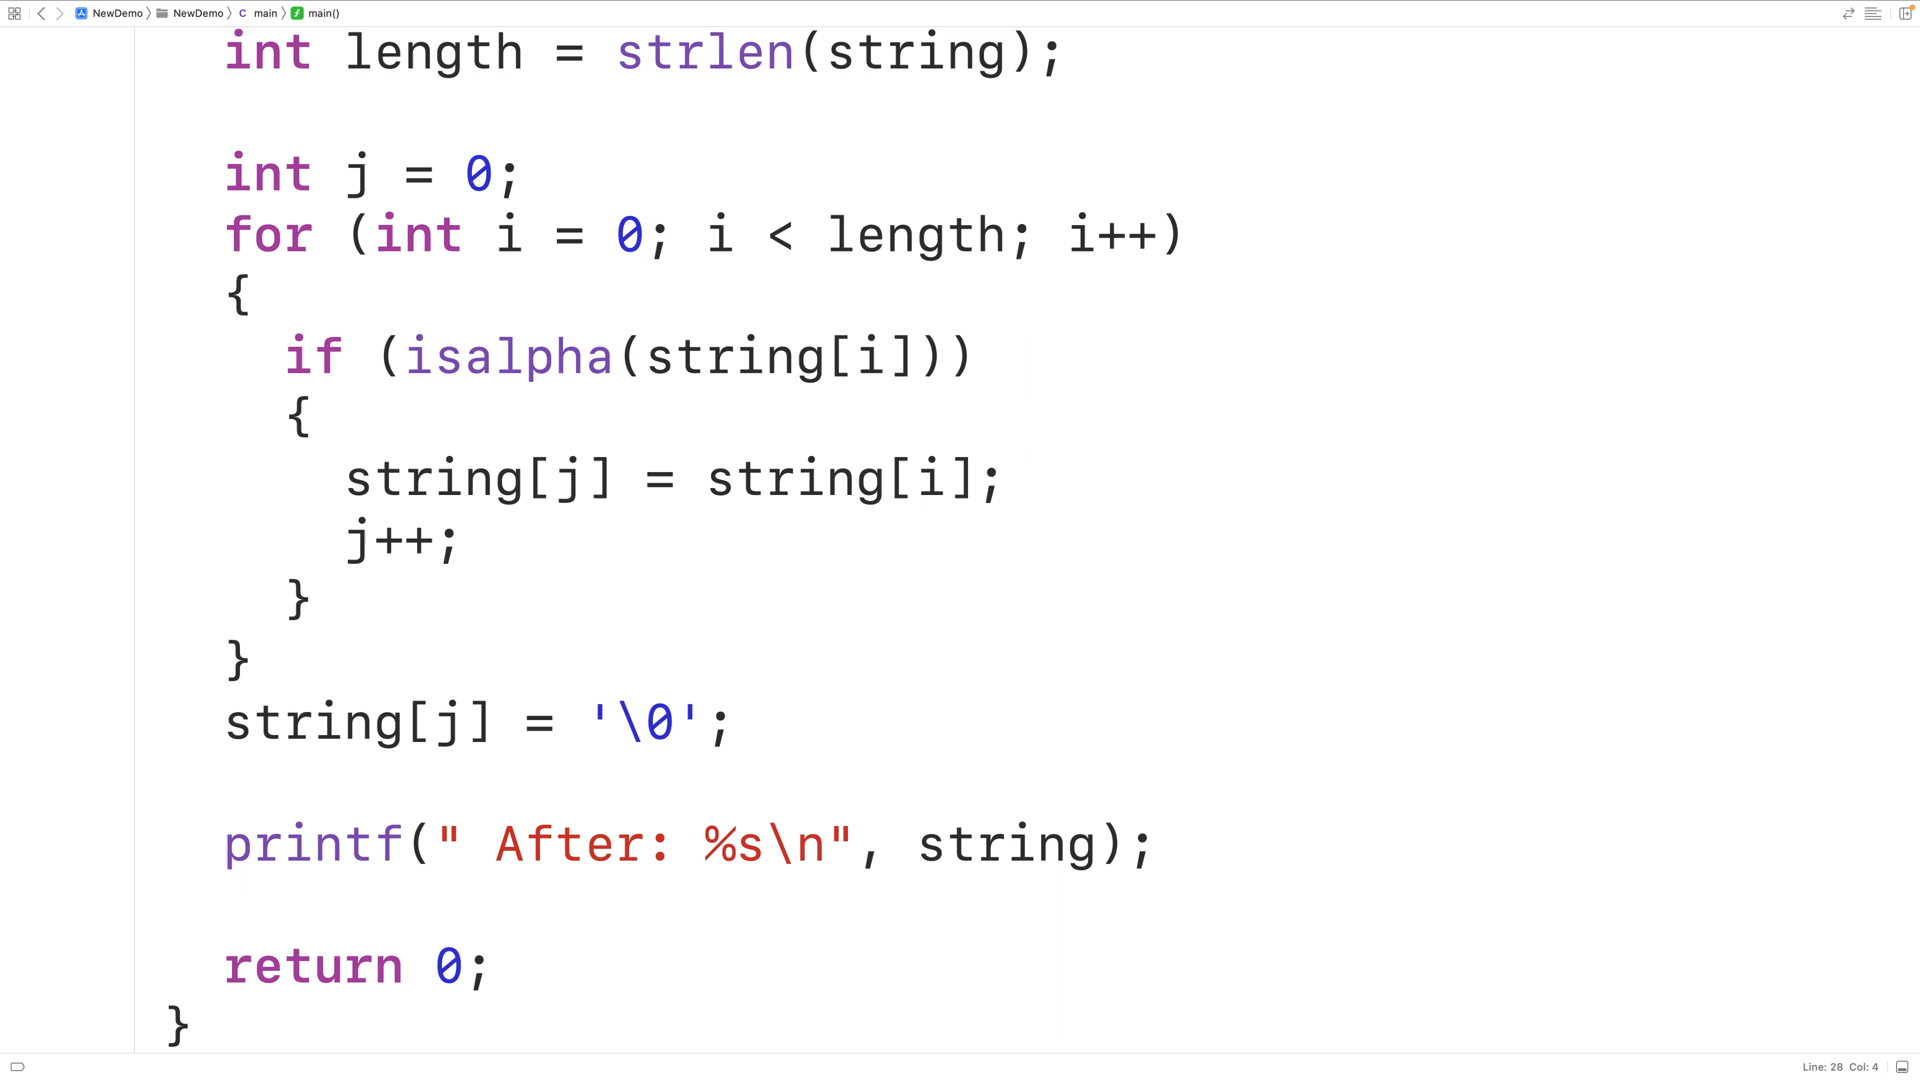 NewDemo NewDemo C main f main()
int length = strlen(string);
int j = 0;
for (int i = 0; i < length; i++)
{
if (isalpha(string[i]))
{
string[j] = string[i];
j++;
}
}
string[j] = '\0';
printf(" After: %s\n", string);
return 0;
}
Line: 28 Col: 4